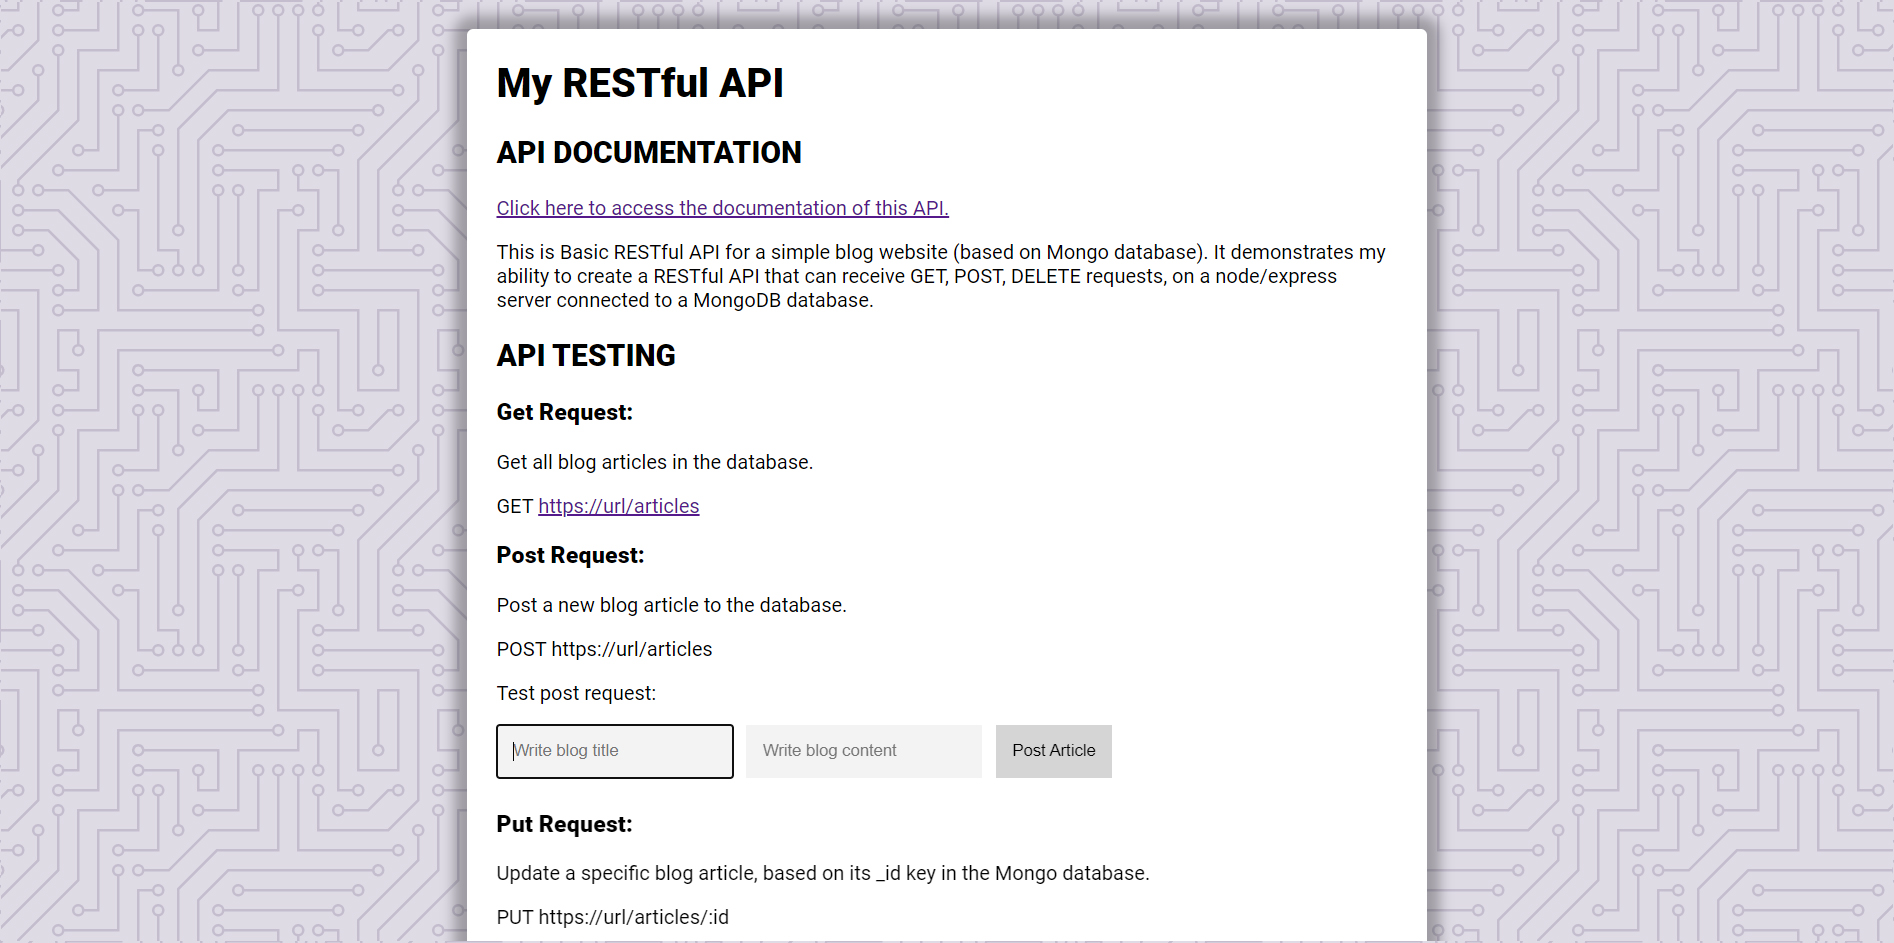 My RESTful API
API DOCUMENTATION
Click here to access the documentation of this API.
This is Basic RESTful API for a simple blog website (based on Mongo database). It demonstrates my
ability to create a RESTful API that can receive GET, POST, DELETE requests, on a node/express
server connected to a MongoDB database.
API TESTING
Get Request:
Get all blog articles in the database.
GET https://url/articles
Post Request:
Post a new blog article to the database.
POST https://url/articles
Test post request:
Write blog title Write blog content Post Article
Put Request:
Update a specific blog article, based on its _id key in the Mongo database.
PUT https://url/articles/:id